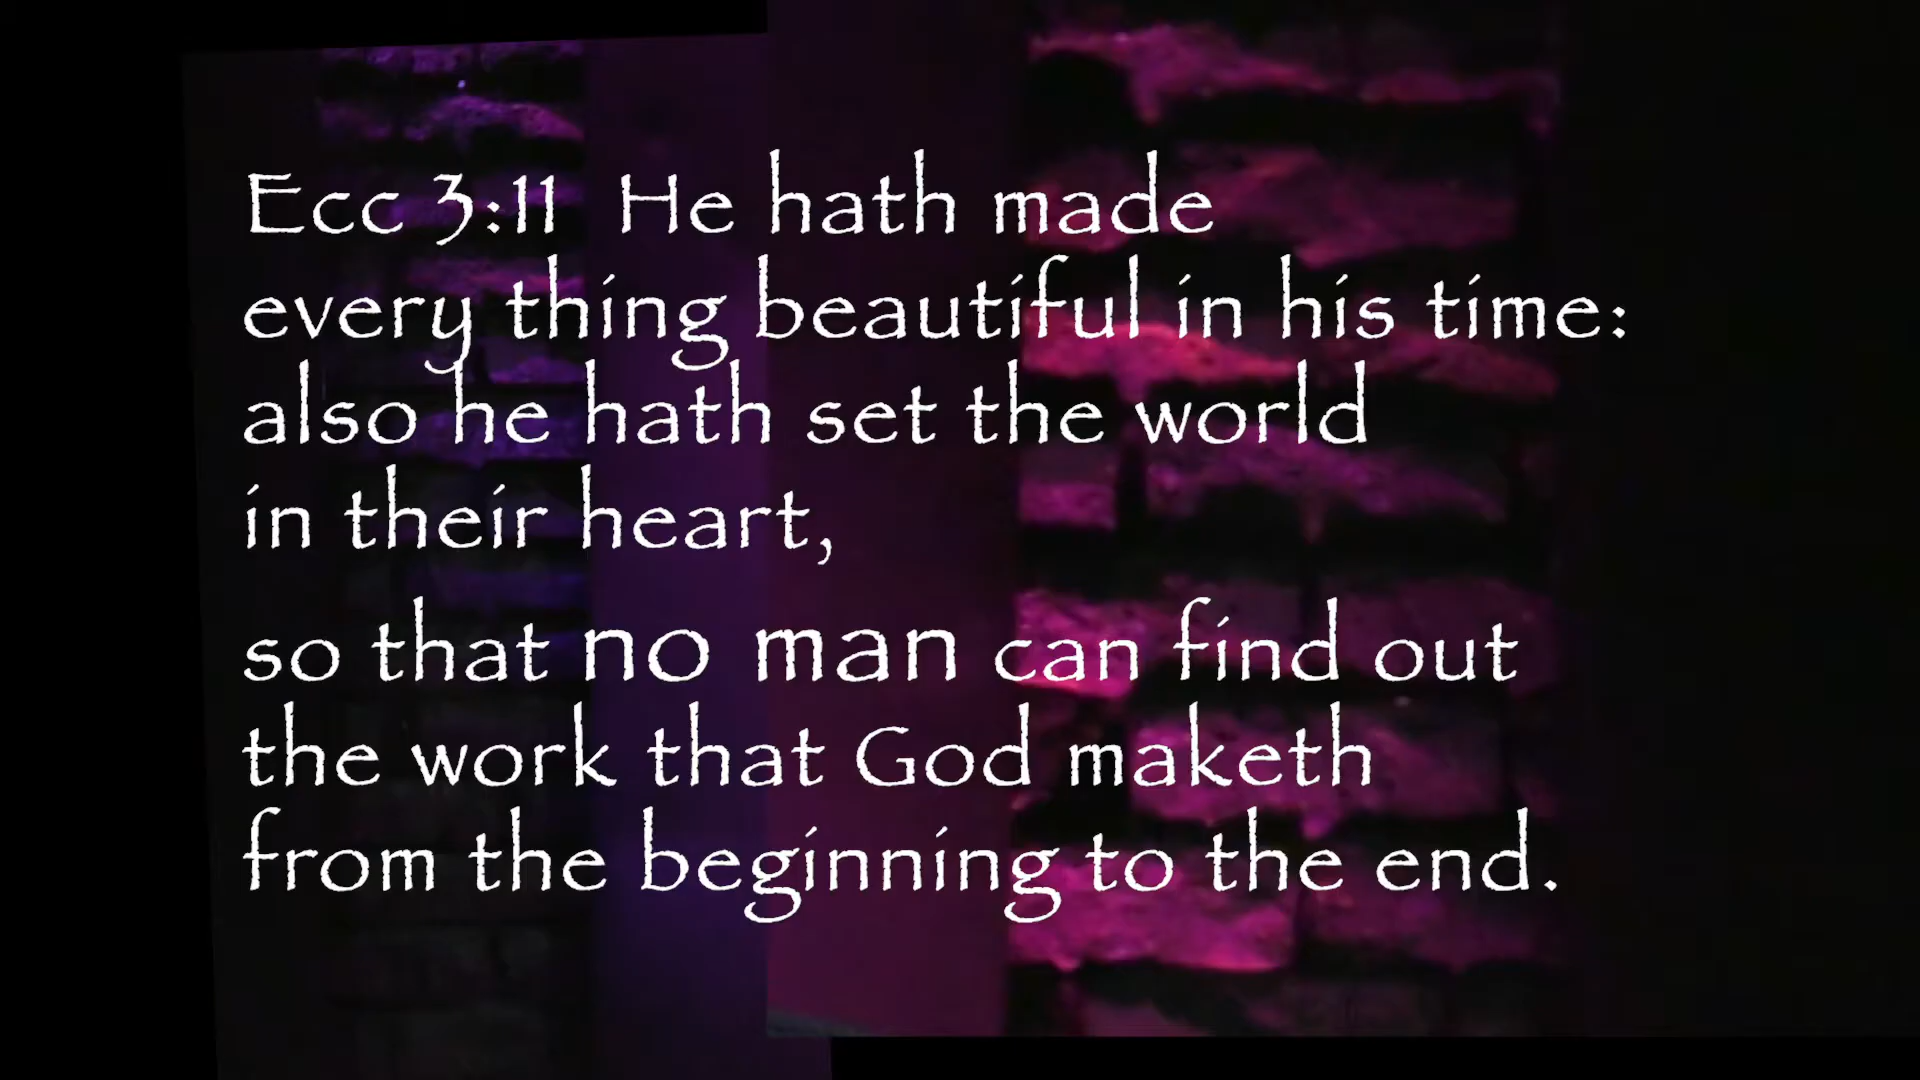 Ecc 3:11  He hath made
every thing beautiful in his time:
also he hath set the world
in their heart,
so that no man can find out
the work that God maketh
from the beginning to the end.